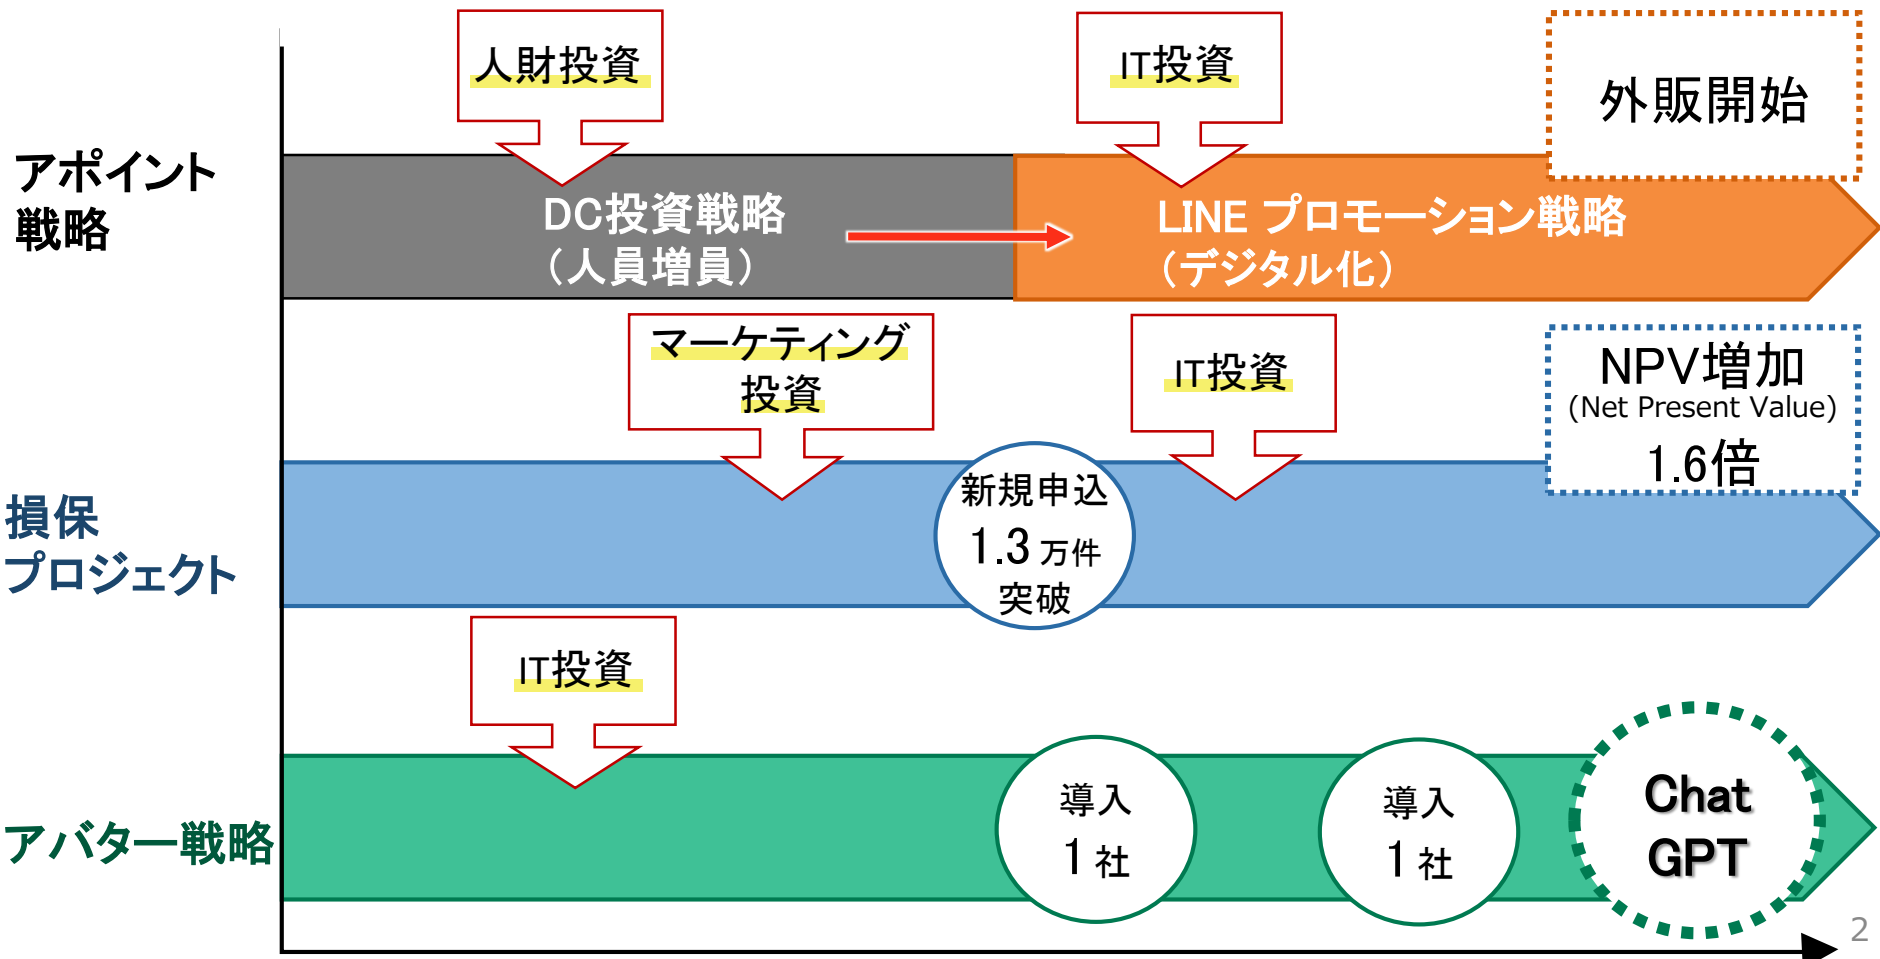 人財投資
IT投資
外販開始
アポイント
戦略
DC投資戦略
（人員増員）
LINE プロモーション戦略
（デジタル化）
マーケティング
投資
IT投資
NPV増加
(Net Present Value)
1.6倍
損保
プロジェクト
新規申込
1.3 万件
突破
IT投資
アバター戦略
導入
1 社
導入
1 社
Chat
GPT
2